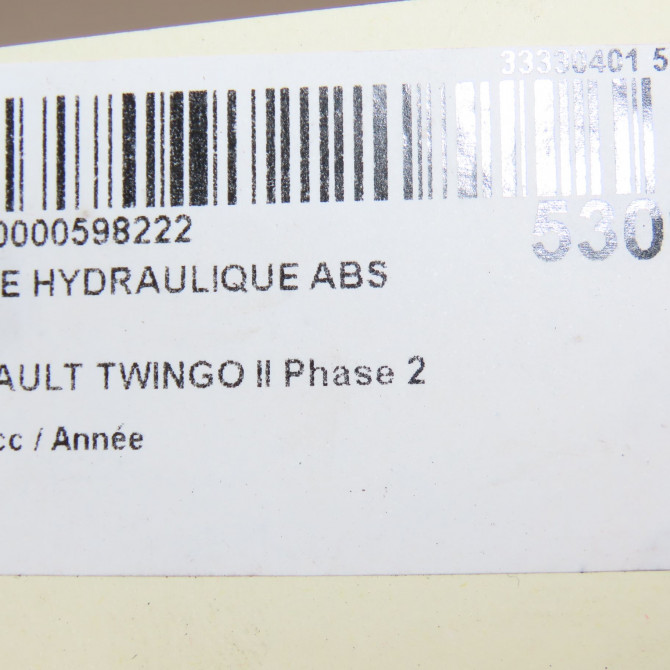 33330401 5
530
0000598222
E HYDRAULIQUE ABS
AULT TWINGO II Phase 2
cc / Année